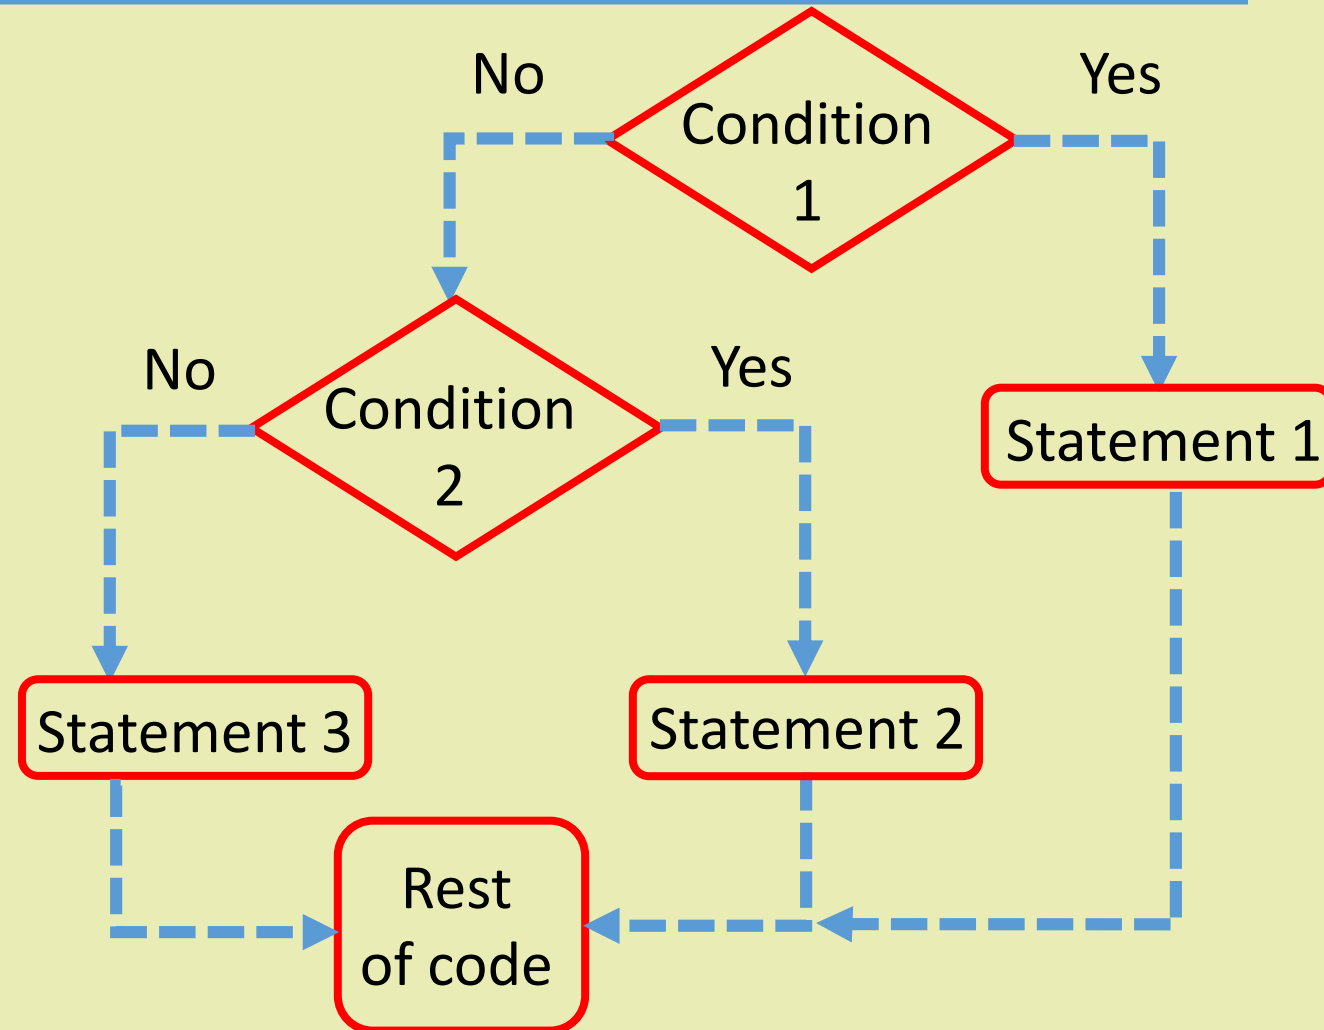 No
Yes
Condition
1
No
Yes
Condition
2
Statement 1
Statement 3
Statement 2
Rest
of code